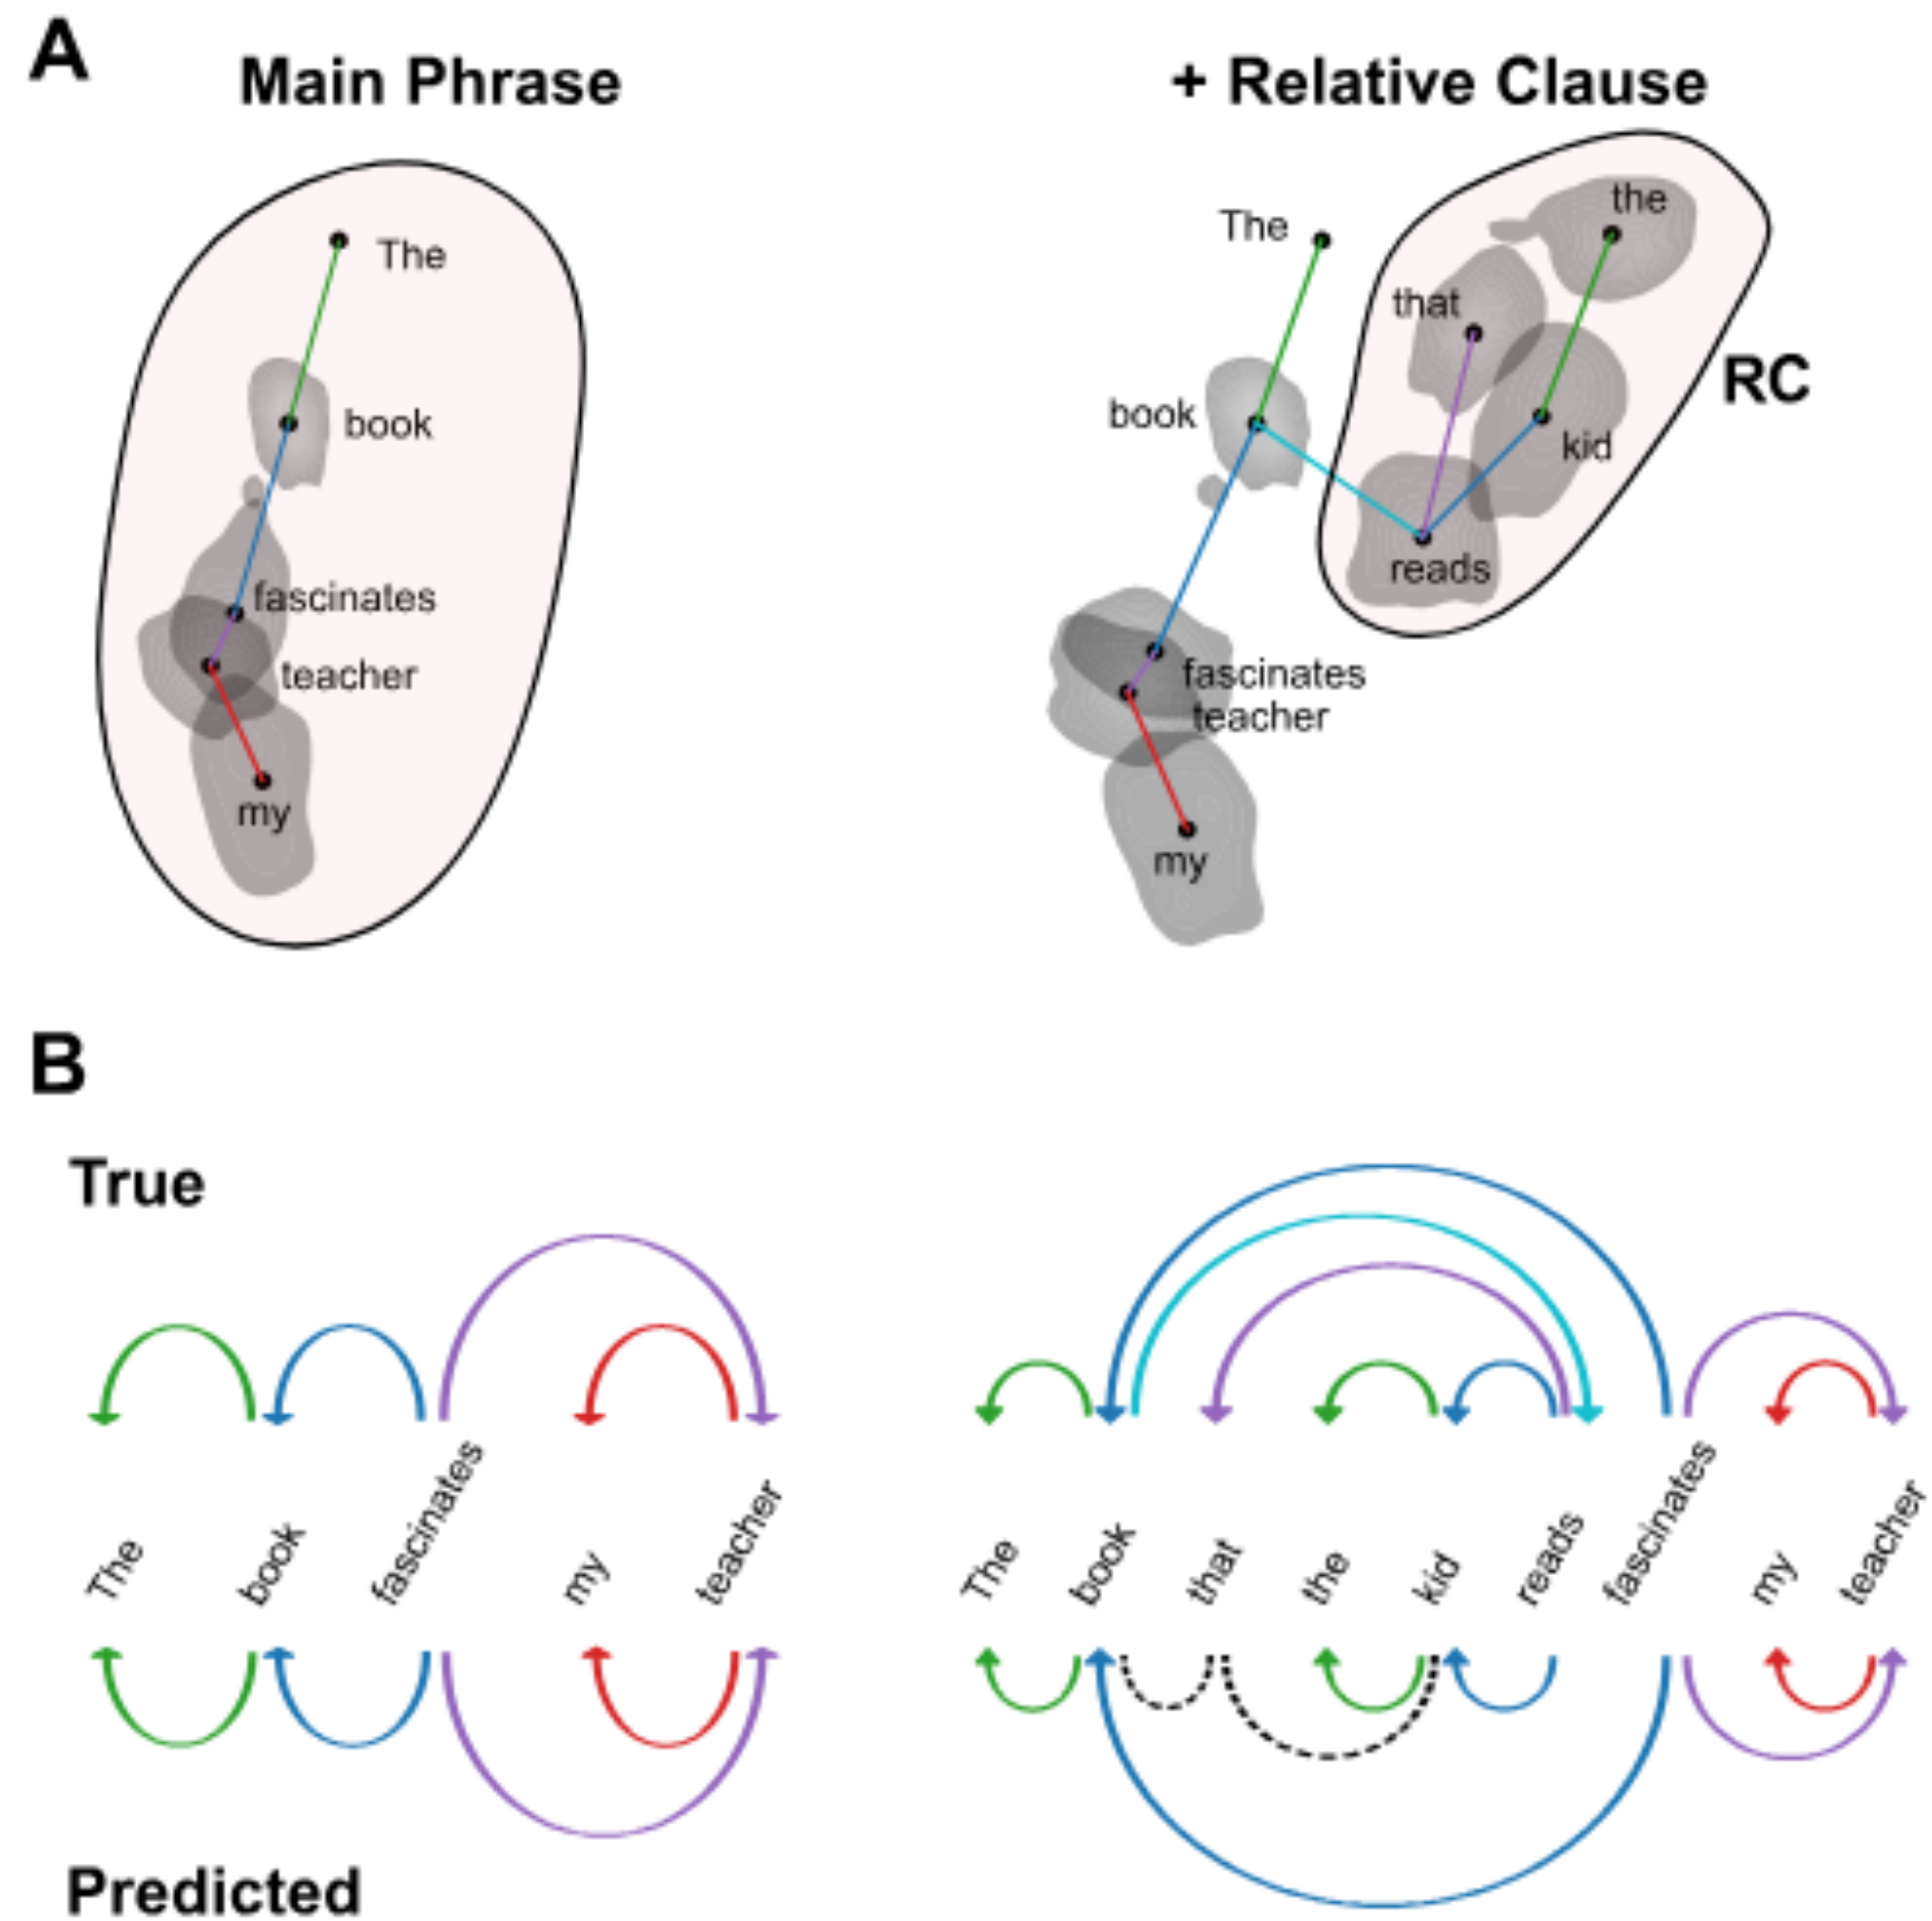 A
Main Phrase
+ Relative Clause
The
book
fascinates
teacher
my
The
book
that
the
kid
reads
RC
fascinates
teacher
my
B
True
The book fascinates my teacher
The book that the kid reads fascinates my teacher
Predicted